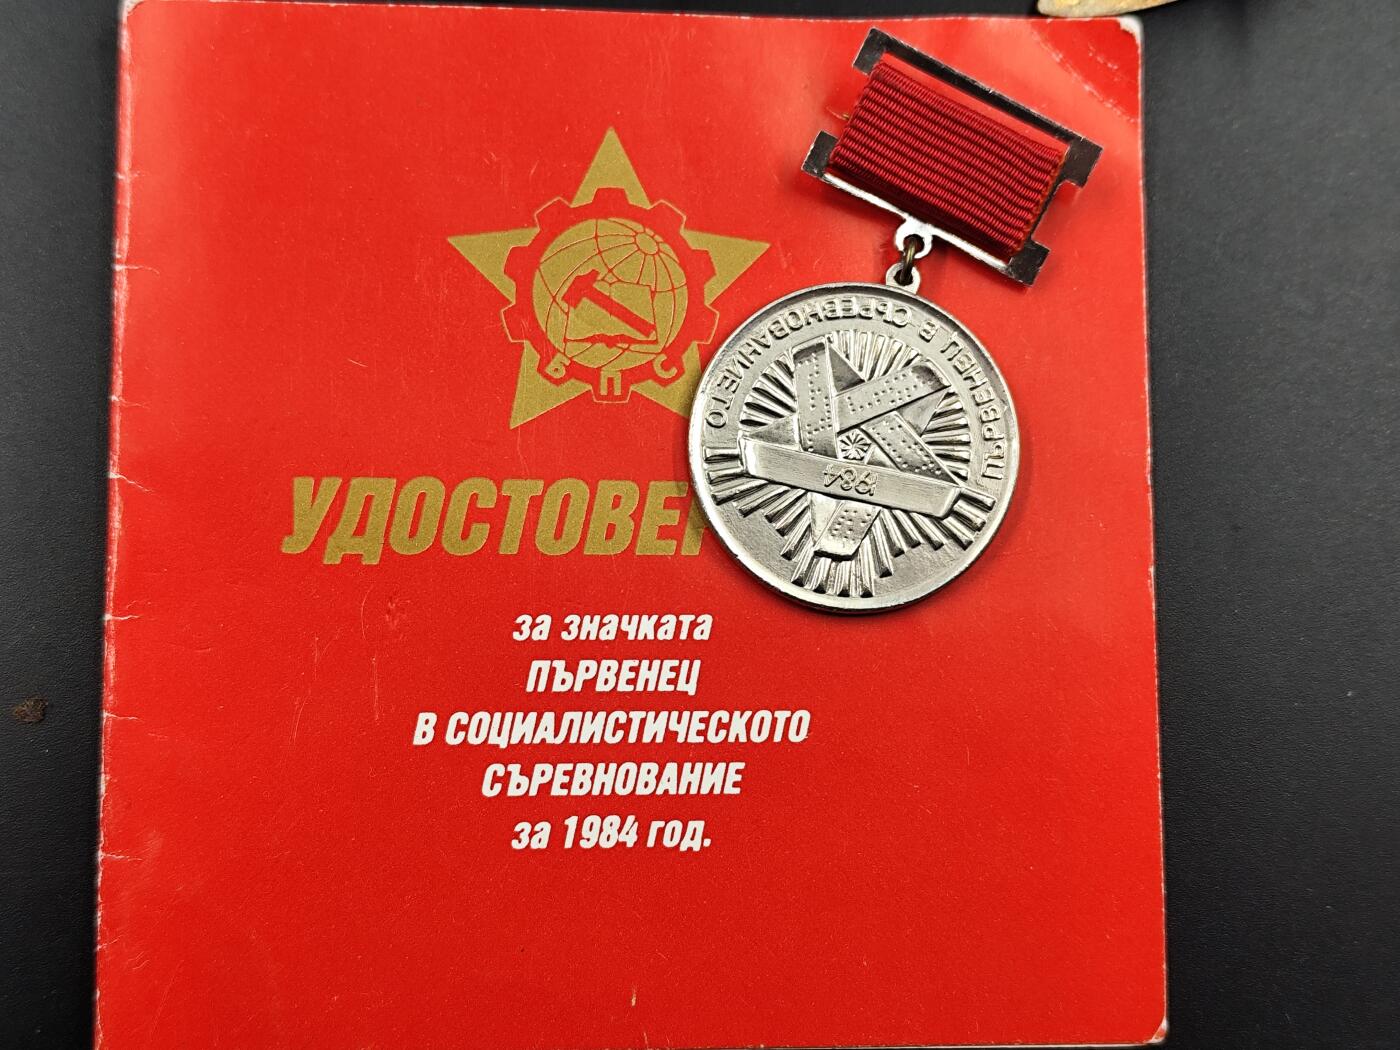 БПС
УДОСТОВЕ
за значката
ПЪРВЕНЕЦ
В СОЦИАЛИСТИЧЕСКОТО
СЪРЕВНОВАНИЕ
за 1984 год.
ПЪРВЕНЕЦ В СЪРЕВНОВАНИЕТО
1984